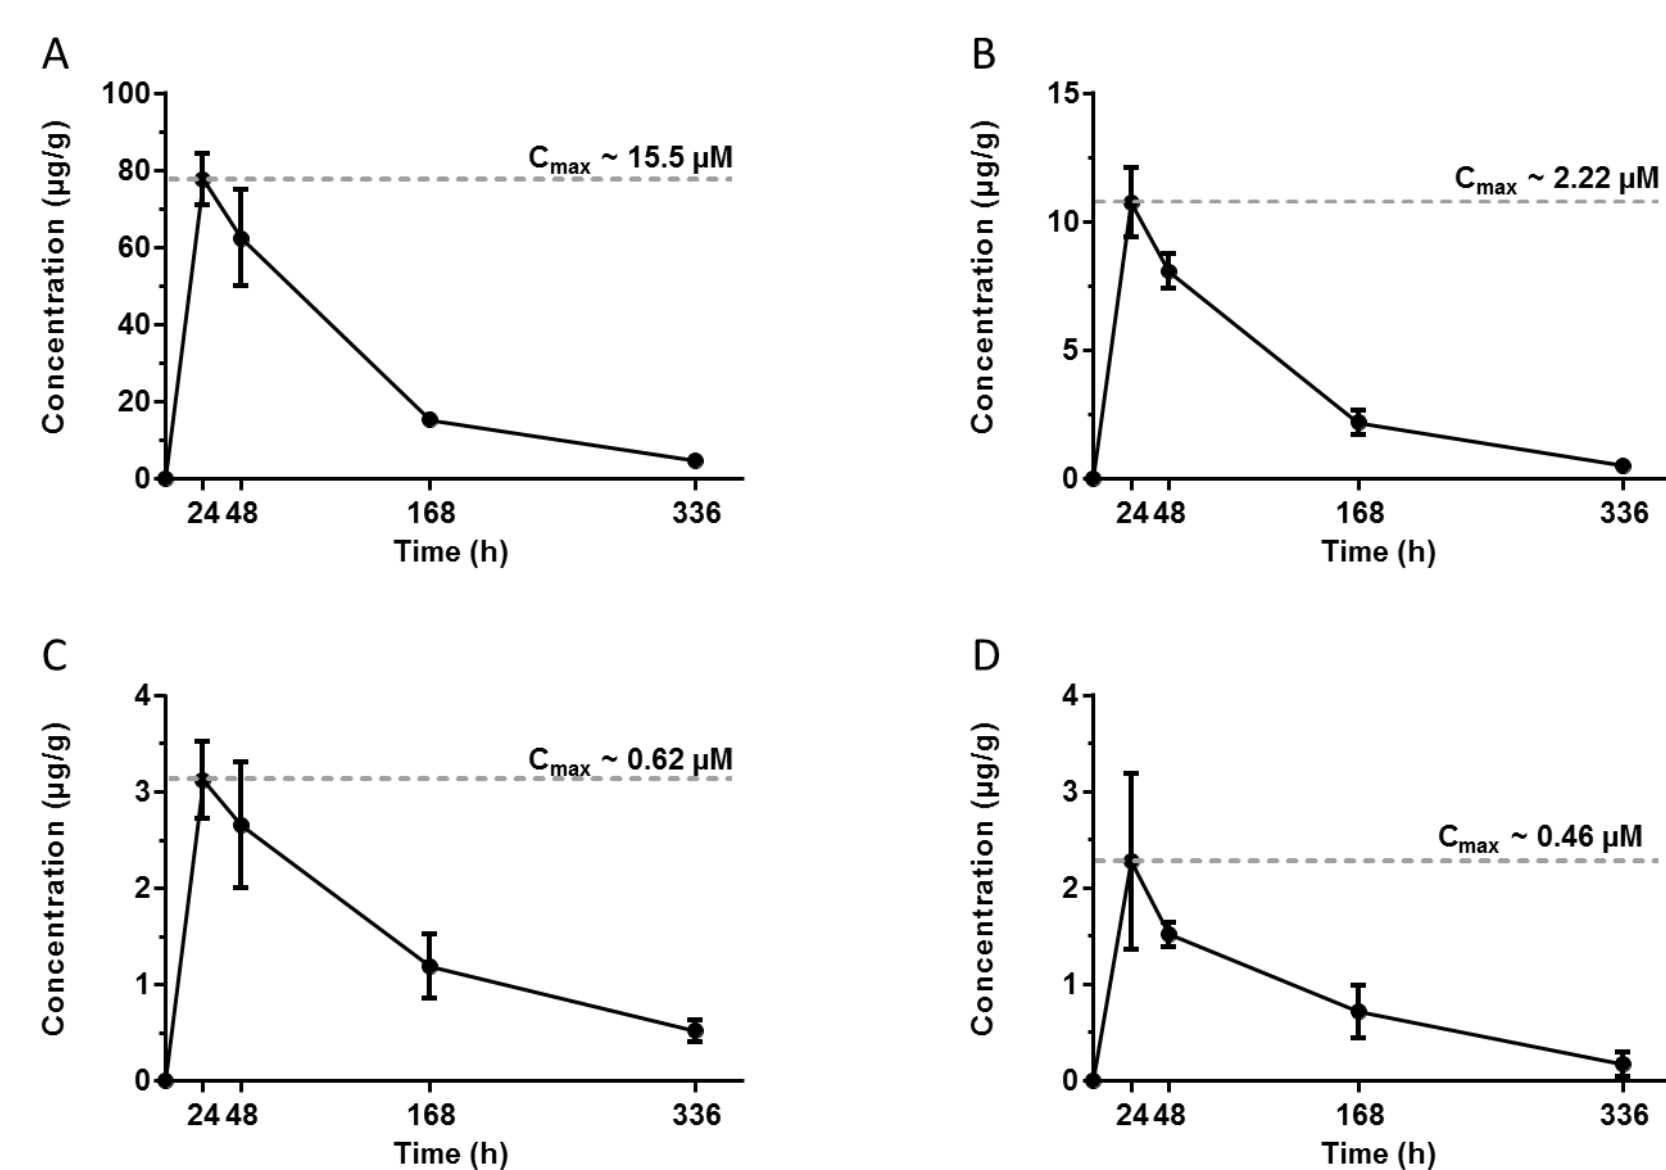 A
Concentration (µg/g)
100
80
60
40
20
0
Cmax ~ 15.5 µM
24 48 168 336
Time (h)
B
Concentration (µg/g)
15
10
5
0
Cmax ~ 2.22 µM
24 48 168 336
Time (h)
C
Concentration (µg/g)
4
3
2
1
0
Cmax ~ 0.62 µM
24 48 168 336
Time (h)
D
Concentration (µg/g)
4
3
2
1
0
Cmax ~ 0.46 µM
24 48 168 336
Time (h)